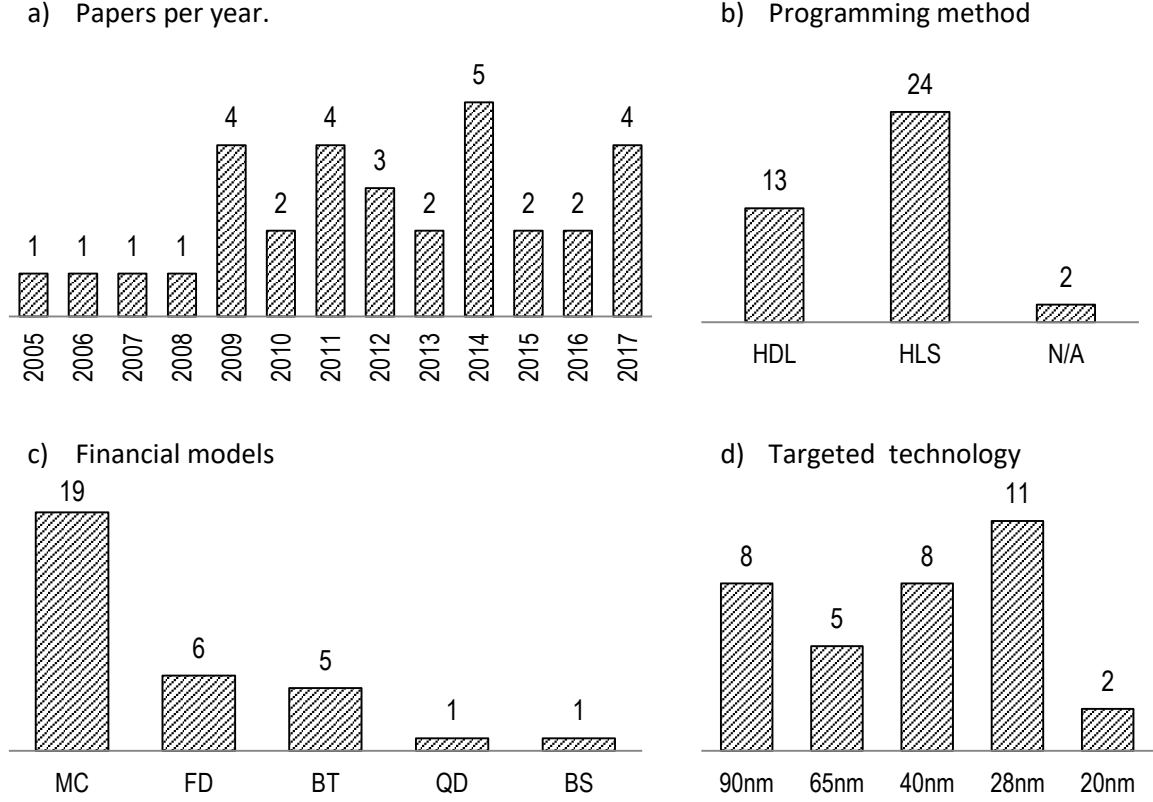 a) Papers per year.
5
4 4 4
3
2 2 2 2
1 1 1 1
2005 2006 2007 2008 2009 2010 2011 2012 2013 2014 2015 2016 2017
b) Programming method
24
13
2
HDL HLS N/A
c) Financial models
19
6
5
1 1
MC FD BT QD BS
d) Targeted technology
11
8 8
5
2
90nm 65nm 40nm 28nm 20nm